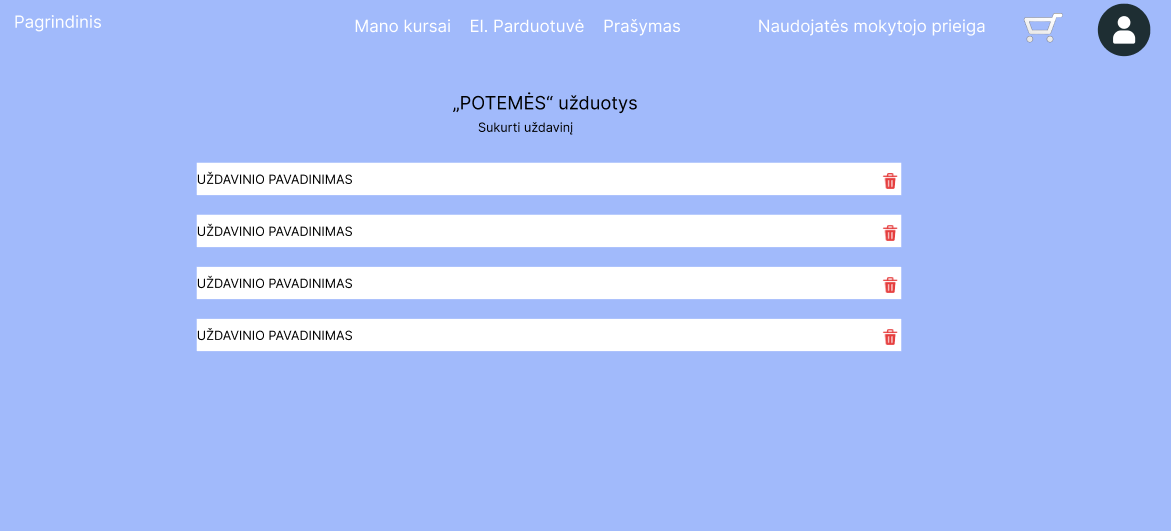 Pagrindinis
Mano kursai El. Parduotuvė Prašymas Naudojatės mokytojo prieiga
„POTEMĖS“ užduotys
Sukurti uždavinį
UŽDAVINIO PAVADINIMAS
UŽDAVINIO PAVADINIMAS
UŽDAVINIO PAVADINIMAS
UŽDAVINIO PAVADINIMAS